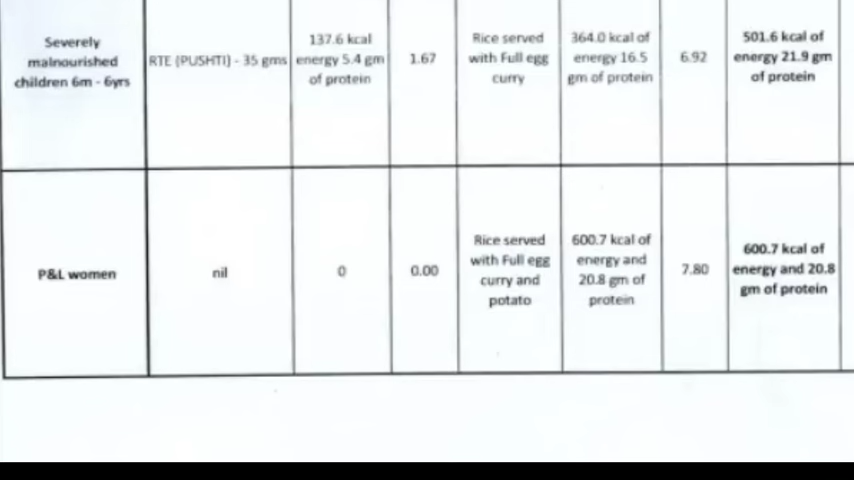 Severely
malnourished
children 6m - 6yrs
RTE (PUSHTI) - 35 gms
137.6 kcal
energy 5.4 gm
of protein
1.67
Rice served
with Full egg
curry
364.0 kcal of
energy 16.5
gm of protein
6.92
501.6 kcal of
energy 21.9 gm
of protein
P&L women
nil
0
0.00
Rice served
with Full egg
curry and
potato
600.7 kcal of
energy and
20.8 gm of
protein
7.80
600.7 kcal of
energy and 20.8
gm of protein